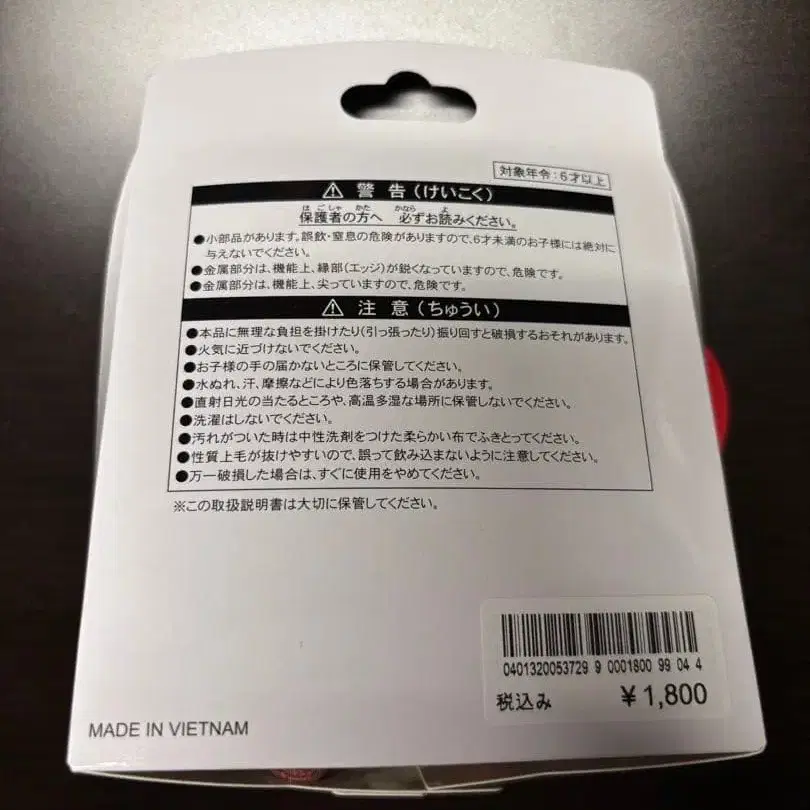 対象年令：6才以上
⚠ 警告（けいこく）
ほごしゃ かた かなら よ
保護者の方へ 必ずお読みください。
●小部品があります。誤飲・窒息の危険がありますので、6才未満のお子様には絶対に
与えないでください。
●金属部分は、機能上、縁部（エッジ）が鋭くなっていますので、危険です。
●金属部分は、機能上、尖っていますので、危険です。
⚠ 注意（ちゅうい）
●本品に無理な負担を掛けたり（引っ張ったり）振り回すと破損するおそれがあります。
●火気に近づけないでください。
●お子様の手の届かないところに保管してください。
●水ぬれ、汗、摩擦などにより色落ちする場合があります。
●直射日光の当たるところや、高温多湿な場所に保管しないでください。
●洗濯はしないでください。
●汚れがついた時は中性洗剤をつけた柔らかい布でふきとってください。
●性質上毛が抜けやすいので、誤って飲み込まないように注意してください。
●万一破損した場合は、すぐに使用をやめてください。
※この取扱説明書は大切に保管してください。
0401320053729 9 0001800 99 04 4
税込み ￥1,800
MADE IN VIETNAM